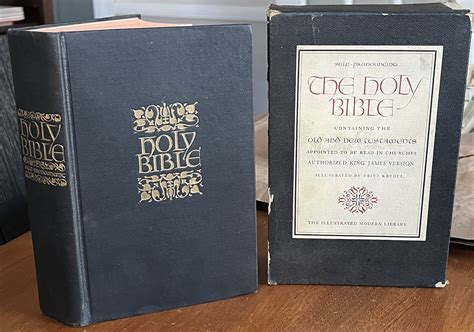 HOLY
BIBLE
HOLY
BIBLE
SELF-PRONOUNCING
THE HOLY
BIBLE
CONTAINING THE
OLD AND NEW TESTAMENTS
APPOINTED TO BE READ IN CHURCHES
AUTHORIZED KING JAMES VERSION
ILLUSTRATED BY FRITZ KREDEL
THE ILLUSTRATED MODERN LIBRARY